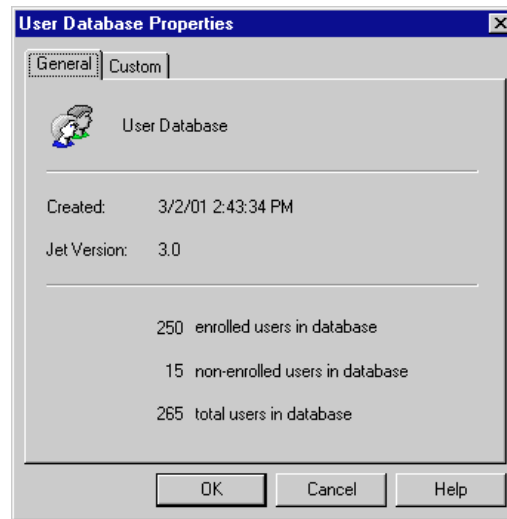 User Database Properties
General Custom
User Database
Created: 3/2/01 2:43:34 PM
Jet Version: 3.0
250 enrolled users in database
15 non-enrolled users in database
265 total users in database
OK Cancel Help